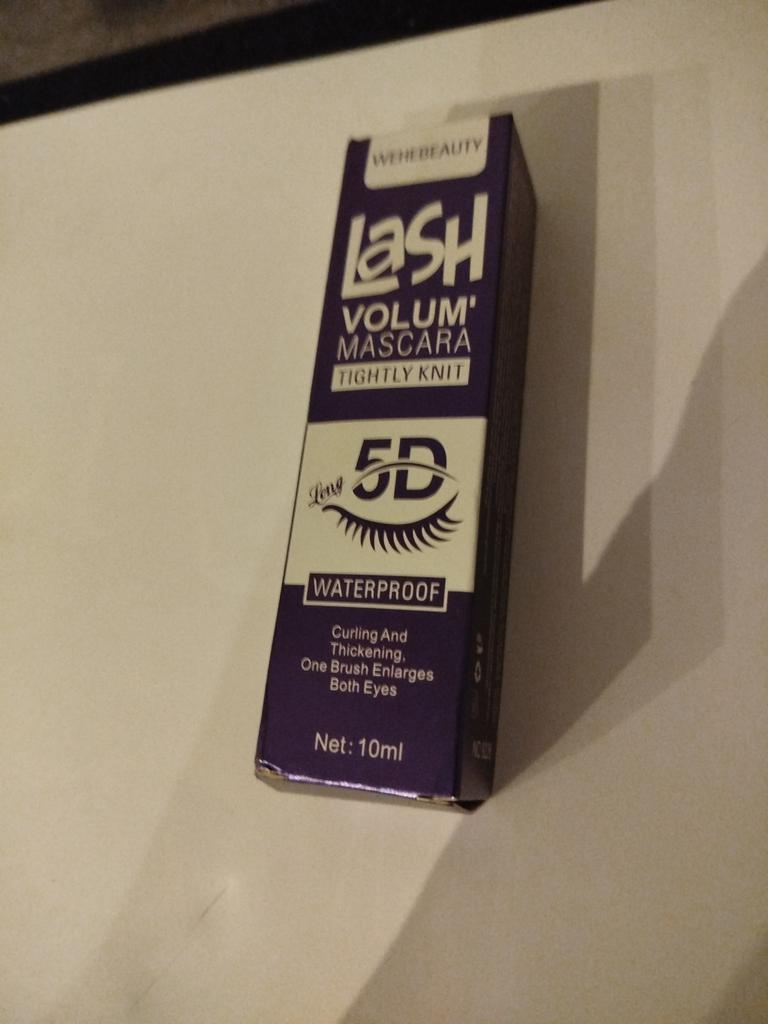 WEHEBEAUTY
LasH
VOLUM'
MASCARA
TIGHTLY KNIT
Long 5D
WATERPROOF
Curling And
Thickening,
One Brush Enlarges
Both Eyes
Net: 10ml